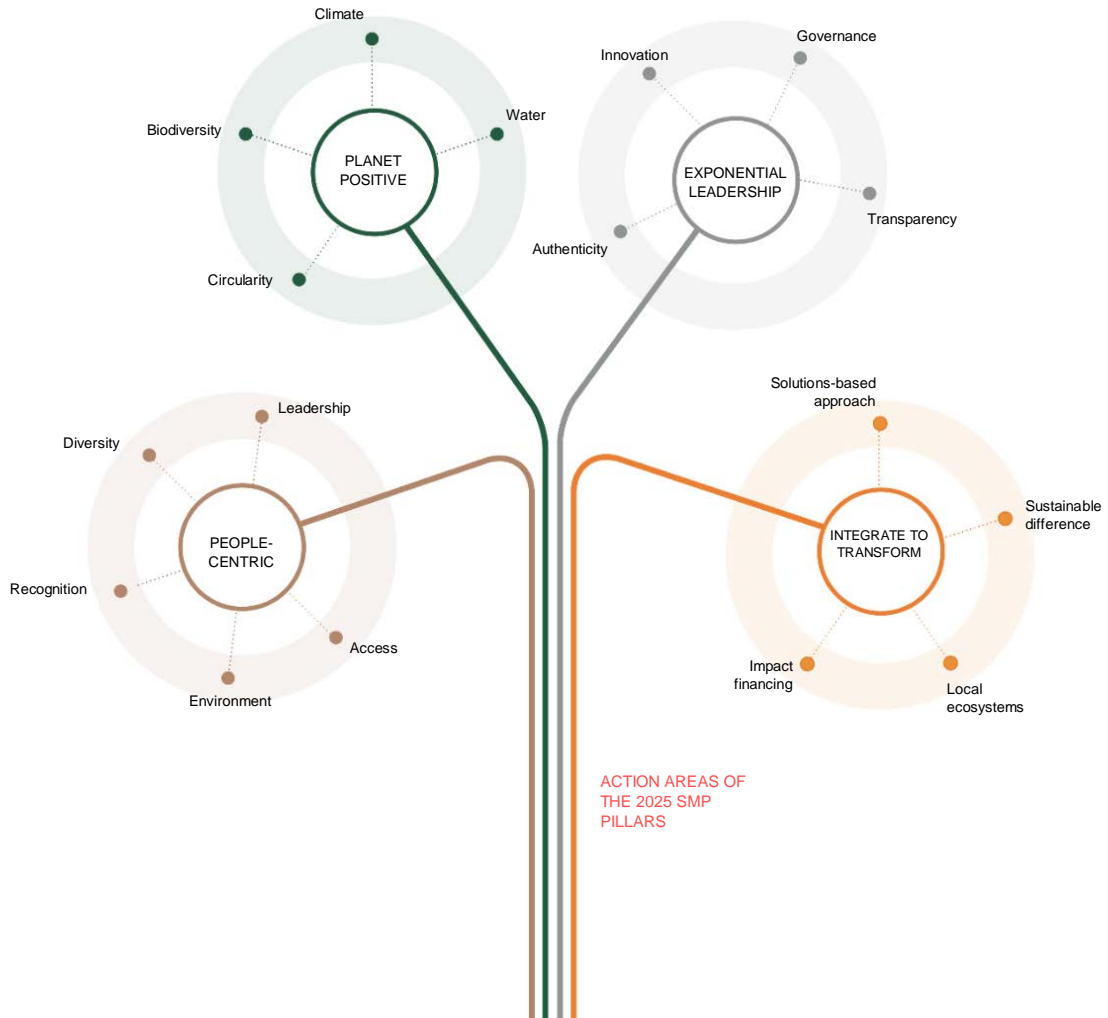 Climate
Biodiversity
Water
PLANET
POSITIVE
Circularity
Governance
Innovation
EXPONENTIAL
LEADERSHIP
Transparency
Authenticity
Leadership
Diversity
PEOPLE-
CENTRIC
Recognition
Access
Environment
Solutions-based
approach
Sustainable
difference
INTEGRATE TO
TRANSFORM
Impact
financing
Local
ecosystems
ACTION AREAS OF
THE 2025 SMP
PILLARS